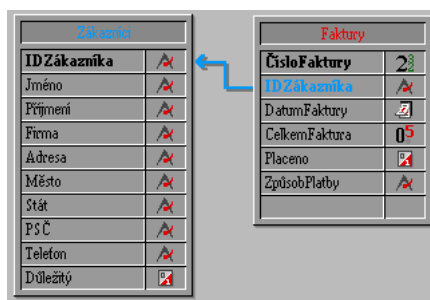 Zákazníci
IDZákazníka
Jméno
Příjmení
Firma
Adresa
Město
Stát
PSČ
Telefon
Důležitý
Faktury
ČísloFaktury
IDZákazníka
DatumFaktury
CelkemFaktura
Placeno
ZpůsobPlatby